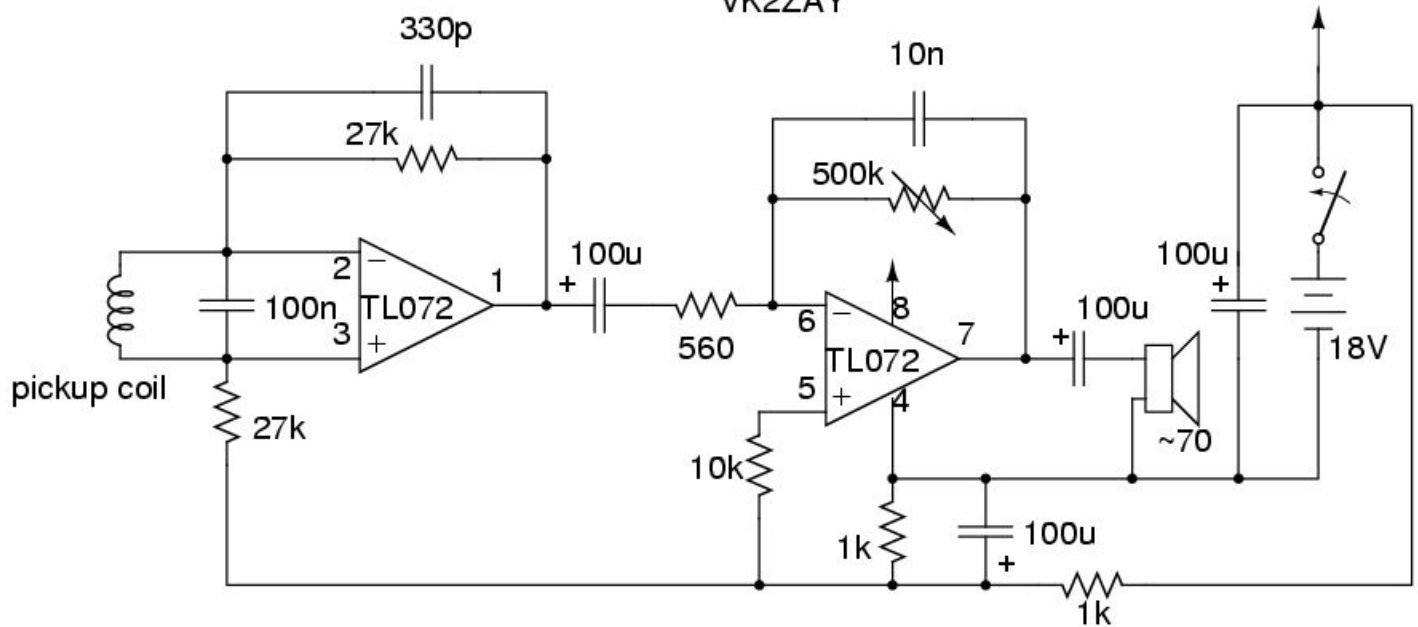 VK2ZAY
330p
27k
2
−
3
+
TL072
1
100n
pickup coil
27k
100u
+
560
10n
500k
6
−
5
+
TL072
8
4
7
10k
1k
100u
+
100u
+
~70
100u
+
18V
1k